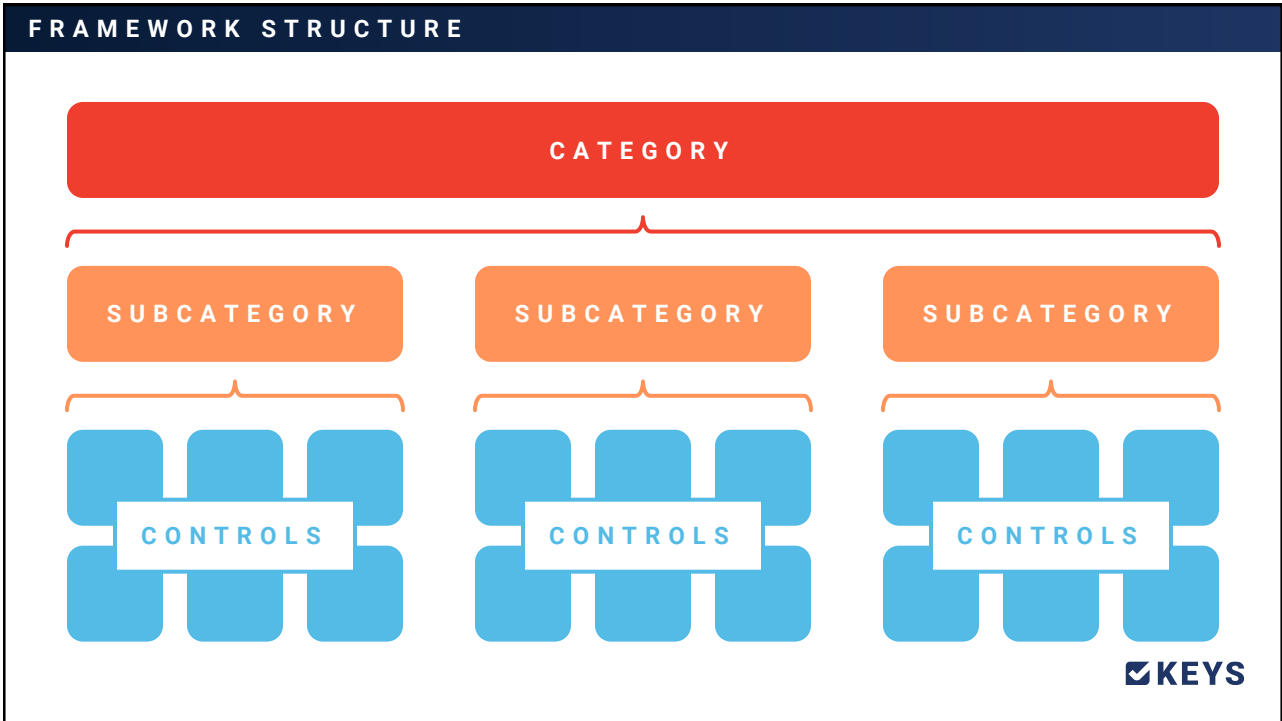 FRAMEWORK STRUCTURE
CATEGORY
SUBCATEGORY SUBCATEGORY SUBCATEGORY
CONTROLS CONTROLS CONTROLS
KEYS